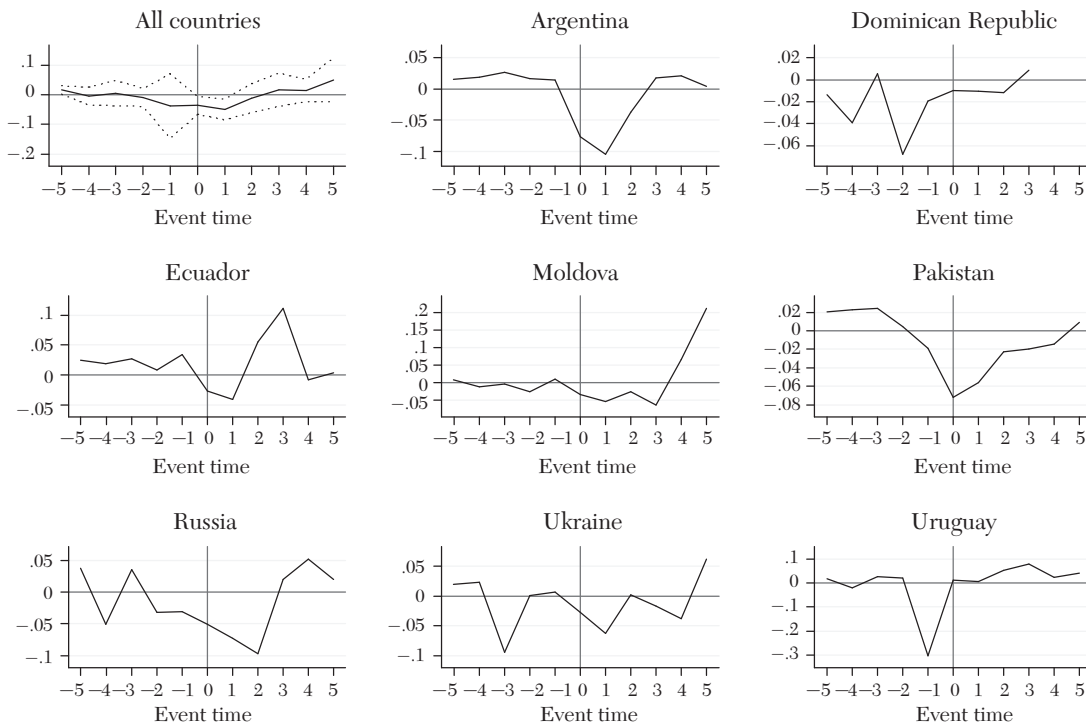 All countries
.1
0
−.1
−.2
−5 −4 −3 −2 −1 0 1 2 3 4 5
Event time
Argentina
.05
0
−.05
−.1
−5 −4 −3 −2 −1 0 1 2 3 4 5
Event time
Dominican Republic
.02
0
−.02
−.04
−.06
−5 −4 −3 −2 −1 0 1 2 3 4 5
Event time
Ecuador
.1
.05
0
−.05
−5 −4 −3 −2 −1 0 1 2 3 4 5
Event time
Moldova
.2
.15
.1
.05
0
−.05
−5 −4 −3 −2 −1 0 1 2 3 4 5
Event time
Pakistan
.02
0
−.02
−.04
−.06
−.08
−5 −4 −3 −2 −1 0 1 2 3 4 5
Event time
Russia
.05
0
−.05
−.1
−5 −4 −3 −2 −1 0 1 2 3 4 5
Event time
Ukraine
.05
0
−.05
−.1
−5 −4 −3 −2 −1 0 1 2 3 4 5
Event time
Uruguay
.1
0
−.1
−.2
−.3
−5 −4 −3 −2 −1 0 1 2 3 4 5
Event time